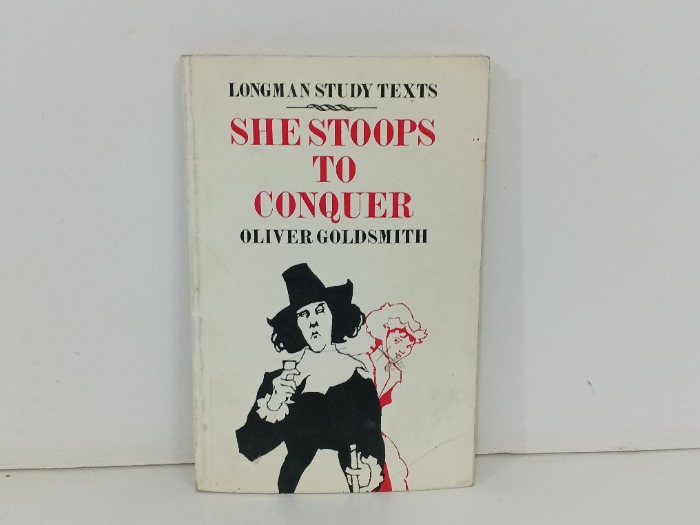 LONGMAN STUDY TEXTS
SHE STOOPS
TO
CONQUER
OLIVER GOLDSMITH